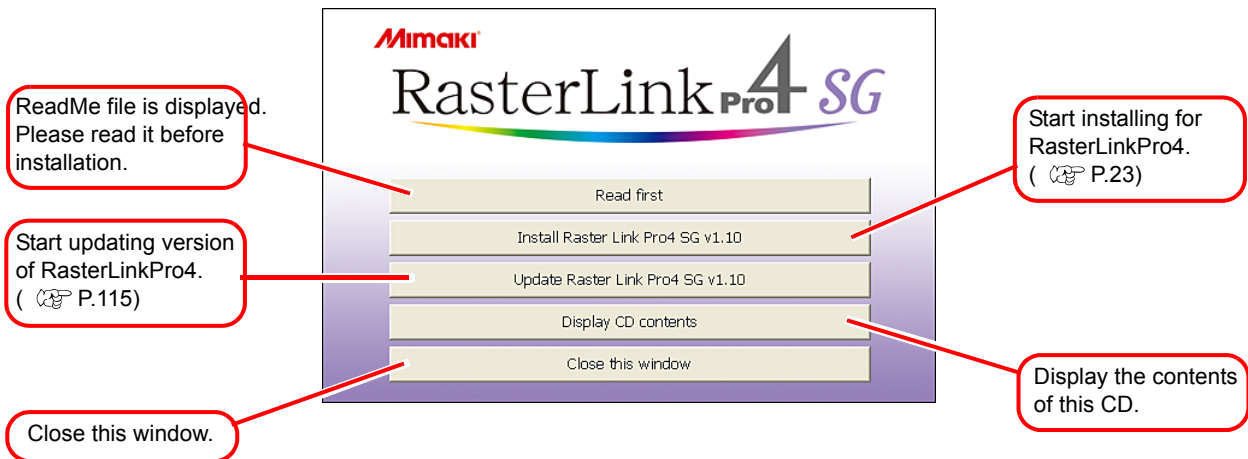 Mimaki
RasterLink Pro4 SG
ReadMe file is displayed.
Please read it before
installation.
Start installing for
RasterLinkPro4.
( P.23)
Read first
Install Raster Link Pro4 SG v1.10
Start updating version
of RasterLinkPro4.
( P.115)
Update Raster Link Pro4 SG v1.10
Display CD contents
Close this window
Display the contents
of this CD.
Close this window.